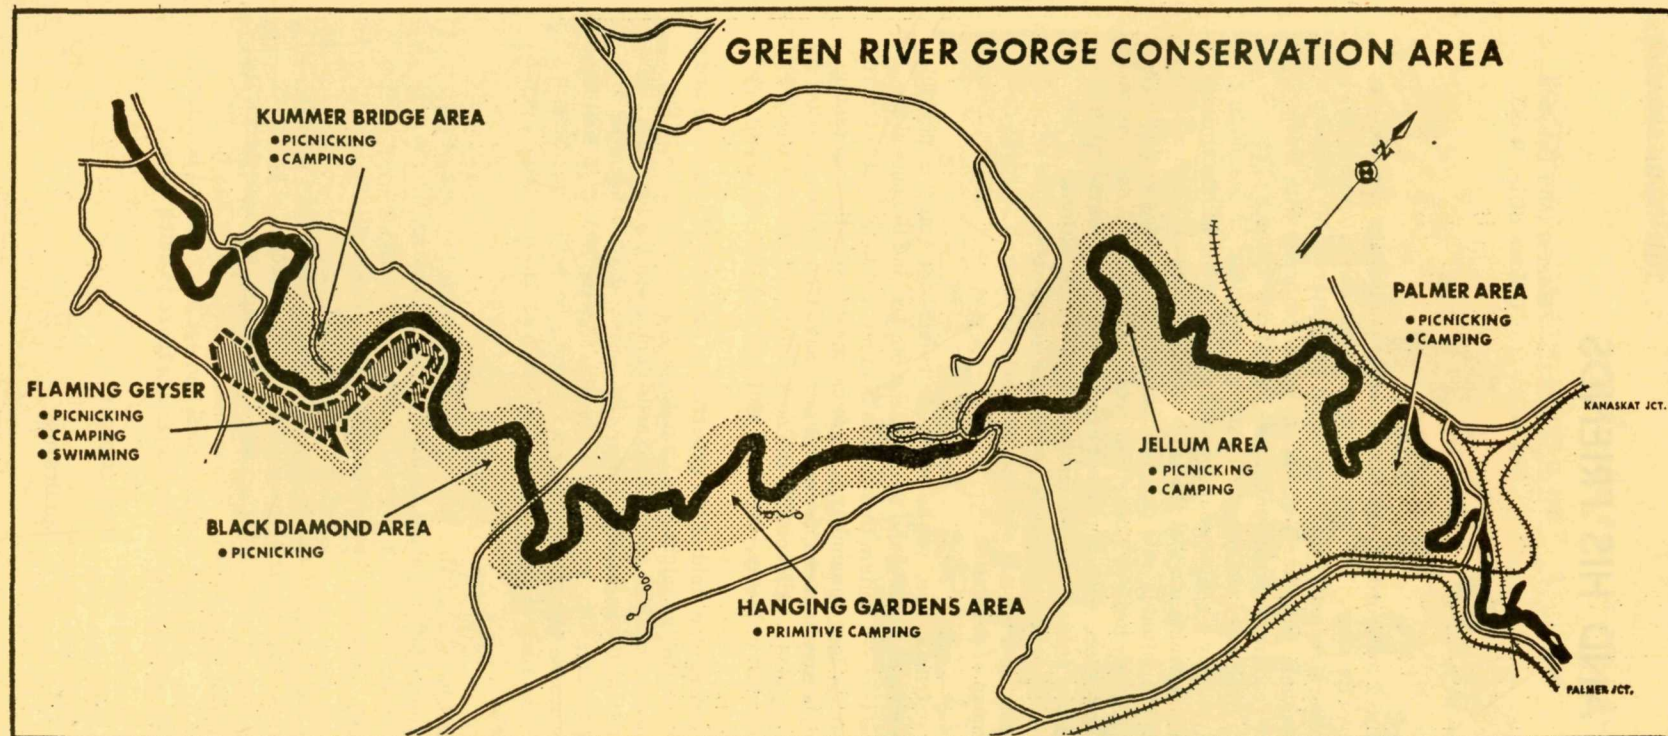 GREEN RIVER GORGE CONSERVATION AREA
KUMMER BRIDGE AREA
● PICNICKING
● CAMPING
N
PALMER AREA
● PICNICKING
● CAMPING
FLAMING GEYSER
● PICNICKING
● CAMPING
● SWIMMING
KANASKAT JCT.
JELLUM AREA
● PICNICKING
● CAMPING
BLACK DIAMOND AREA
● PICNICKING
HANGING GARDENS AREA
● PRIMITIVE CAMPING
PALMER JCT.